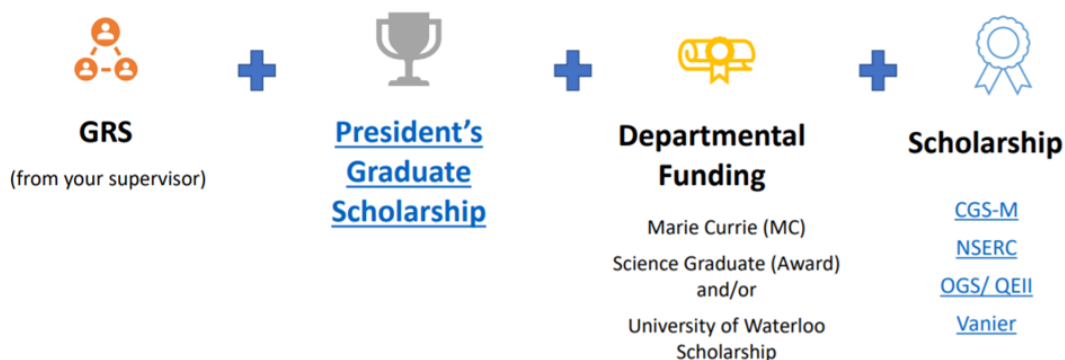 GRS
(from your supervisor)
President's
Graduate
Scholarship
Departmental
Funding
Marie Currie (MC)
Science Graduate (Award)
and/or
University of Waterloo
Scholarship
Scholarship
CGS-M
NSERC
OGS/ QEII
Vanier